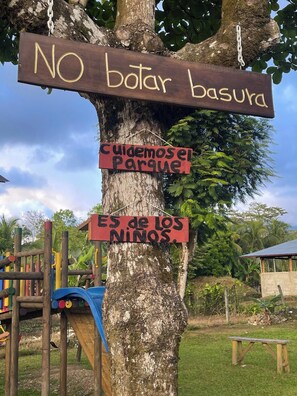 No botar basura
Cuidemos el
Parque.
Es de los
Niños.